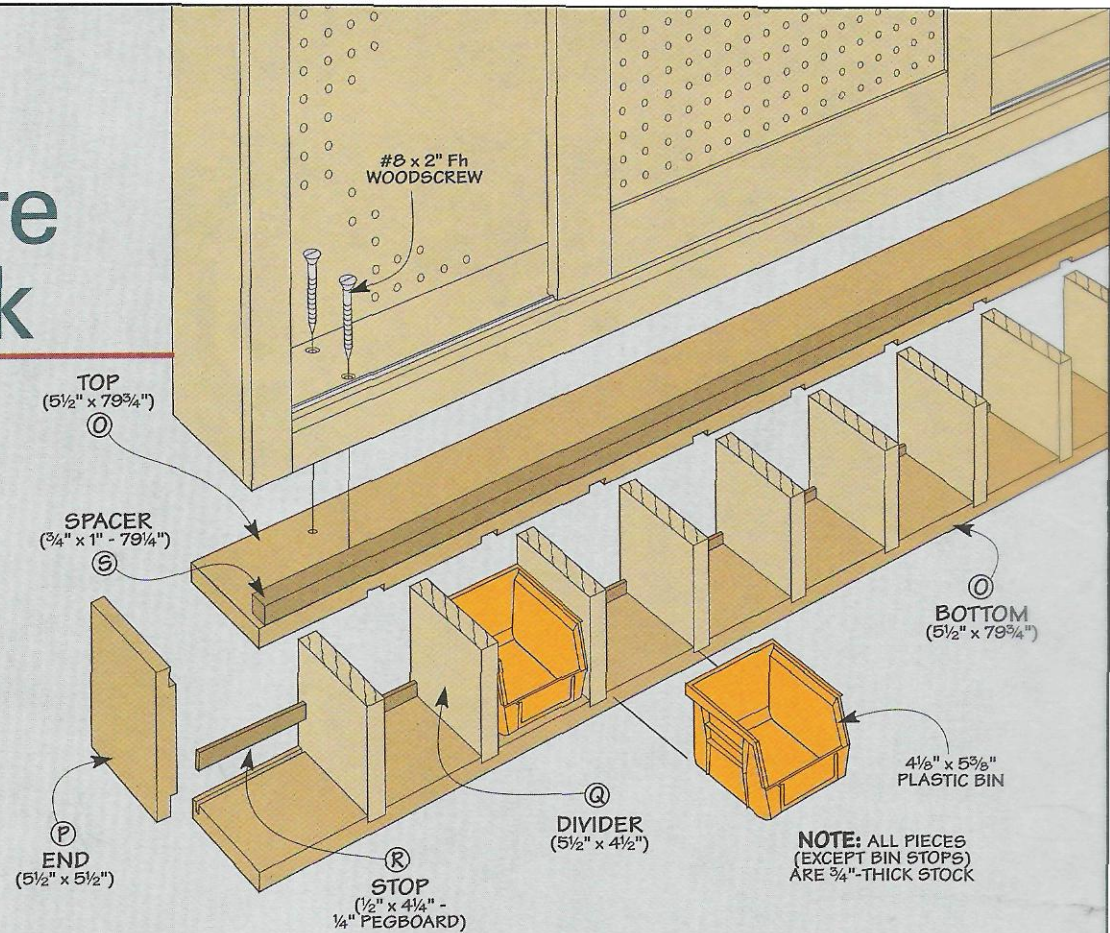 re
k
#8 x 2" Fh
WOODSCREW
TOP
(5½" x 79¾")
O
SPACER
(¾" x 1" - 79¼")
S
P
END
(5½" x 5½")
R
STOP
(½" x 4¼" -
¼" PEGBOARD)
Q
DIVIDER
(5½" x 4½")
O
BOTTOM
(5½" x 79¾")
4⅛" x 5⅜"
PLASTIC BIN
NOTE: ALL PIECES
(EXCEPT BIN STOPS)
ARE ¾"-THICK STOCK